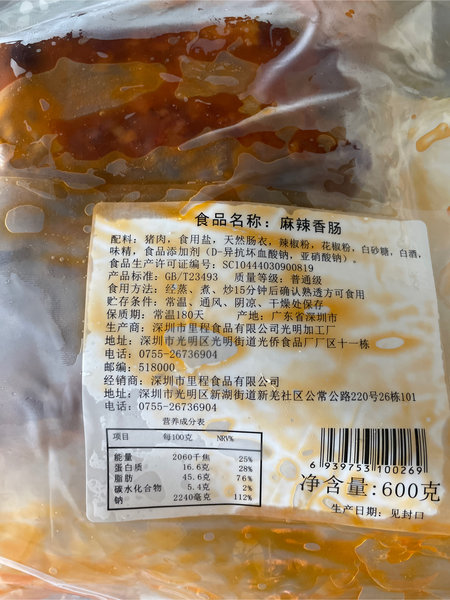 食品名称：麻辣香肠
配料：猪肉，食用盐，天然肠衣，辣椒粉，花椒粉，白砂糖，白酒，
味精，食品添加剂（D-异抗坏血酸钠，亚硝酸钠）。
食品生产许可证编号：SC10444030900819
产品标准：GB/T23493 质量等级：普通级
食用方法：经蒸、煮、炒15分钟后确认熟透方可食用
贮存条件：常温、通风、阴凉、干燥处保存
保质期：常温180天 产地：广东省深圳市
生产商：深圳市里程食品有限公司光明加工厂
地址：深圳市光明区光明街道光侨食品厂厂区十一栋
电话：0755-26736904
邮编：518000
经销商：深圳市里程食品有限公司
地址：深圳市光明区新湖街道新羌社区公常公路220号26栋101
电话：0755-26736904
营养成分表
项目 每100克 NRV%
能量 2060千焦 25%
蛋白质 16.6克 28%
脂肪 45.6克 76%
碳水化合物 5.4克 2%
钠 2240毫克 112%
6939753100269
净含量：600克
生产日期：见封口